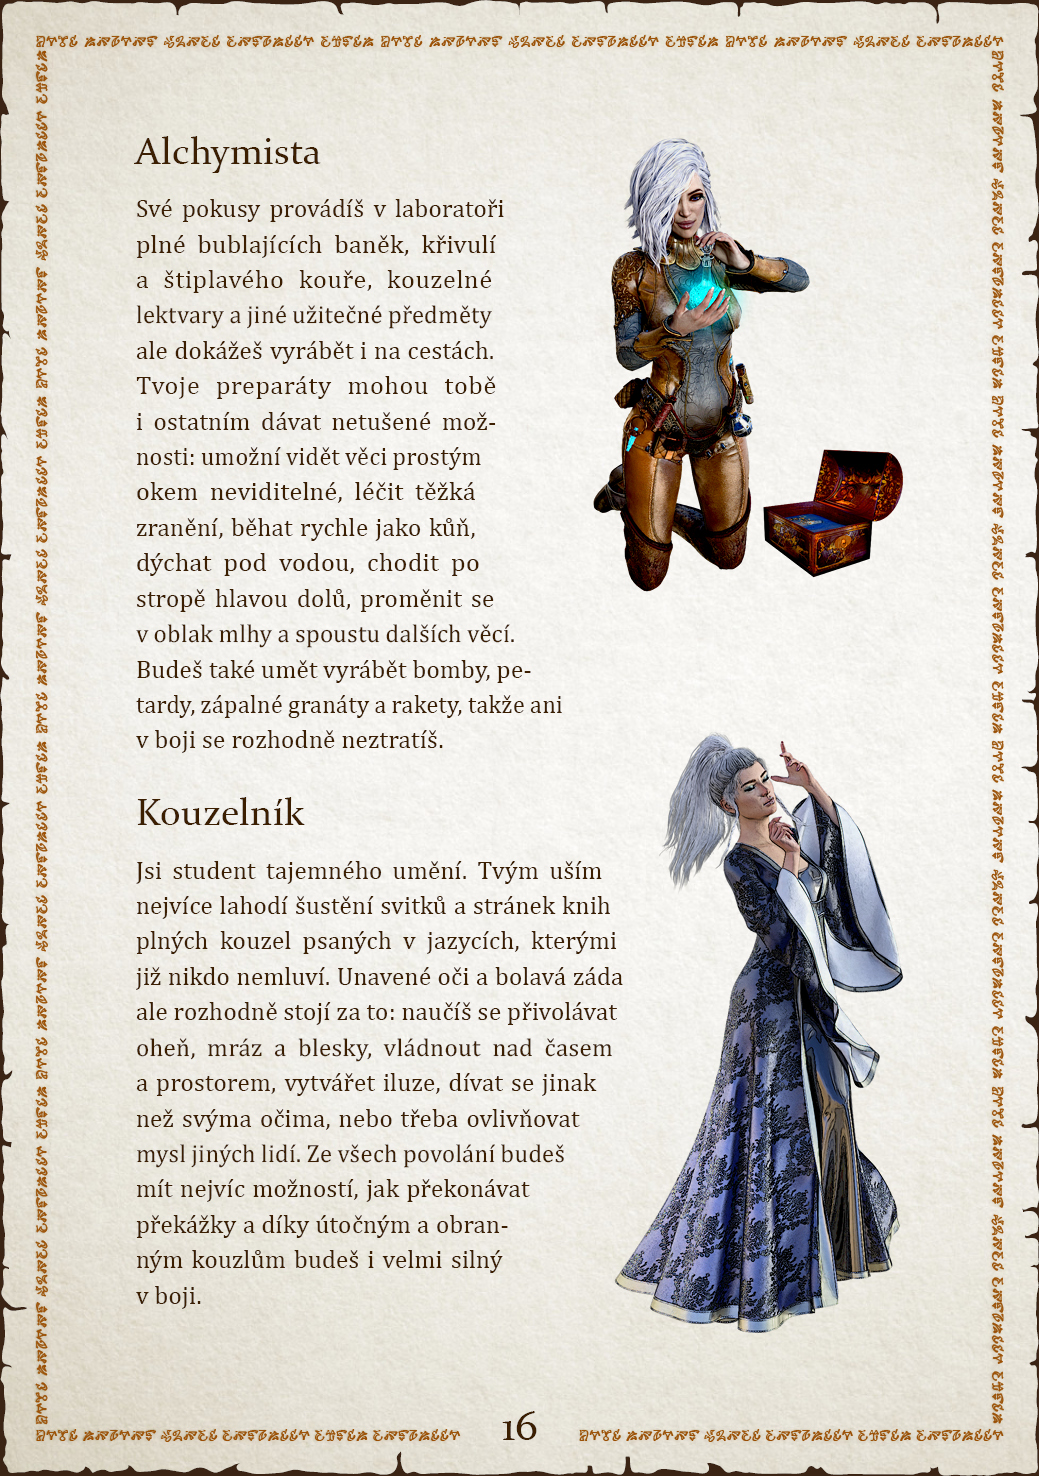 Alchymista
Své pokusy provádíš v laboratoři
plné bublajících baněk, křivulí
a štiplavého kouře, kouzelné
lektvary a jiné užitečné předměty
ale dokážeš vyrábět i na cestách.
Tvoje preparáty mohou tobě
i ostatním dávat netušené mož-
nosti: umožní vidět věci prostým
okem neviditelné, léčit těžká
zranění, běhat rychle jako kůň,
dýchat pod vodou, chodit po
stropě hlavou dolů, proměnit se
v oblak mlhy a spoustu dalších věcí.
Budeš také umět vyrábět bomby, pe-
tardy, zápalné granáty a rakety, takže ani
v boji se rozhodně neztratíš.
Kouzelník
Jsi student tajemného umění. Tvým uším
nejvíce lahodí šustění svitků a stránek knih
plných kouzel psaných v jazycích, kterými
již nikdo nemluví. Unavené oči a bolavá záda
ale rozhodně stojí za to: naučíš se přivolávat
oheň, mráz a blesky, vládnout nad časem
a prostorem, vytvářet iluze, dívat se jinak
než svýma očima, nebo třeba ovlivňovat
mysl jiných lidí. Ze všech povolání budeš
mít nejvíc možností, jak překonávat
překážky a díky útočným a obran-
ným kouzlům budeš i velmi silný
v boji.
16